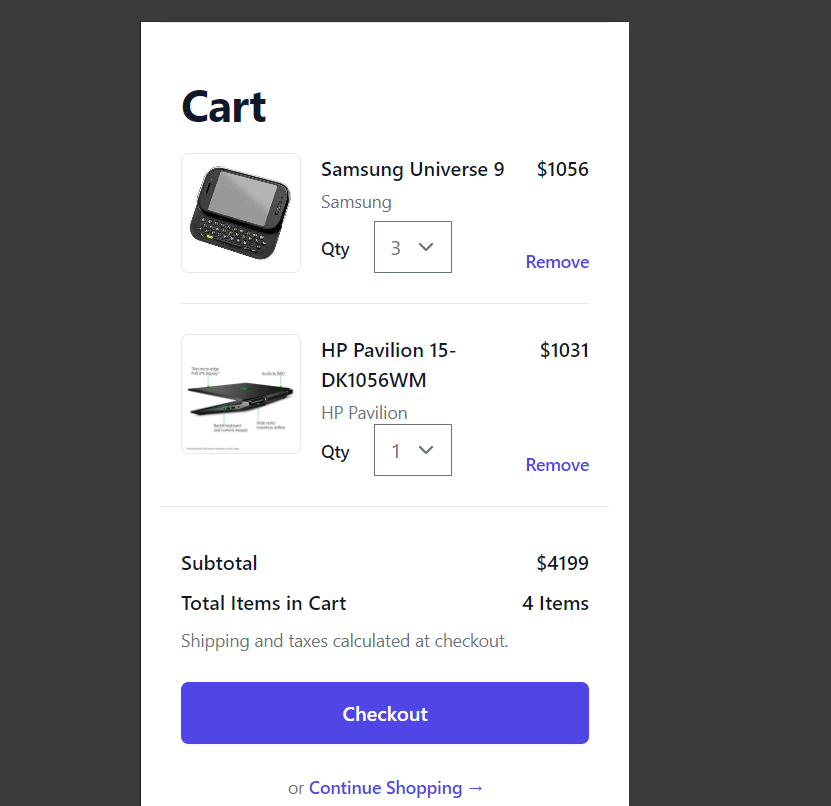 Cart
Samsung Universe 9 $1056
Samsung
Qty 3
Remove
HP Pavilion 15-
DK1056WM
$1031
HP Pavilion
Qty 1
Remove
Subtotal $4199
Total Items in Cart 4 Items
Shipping and taxes calculated at checkout.
Checkout
or Continue Shopping →